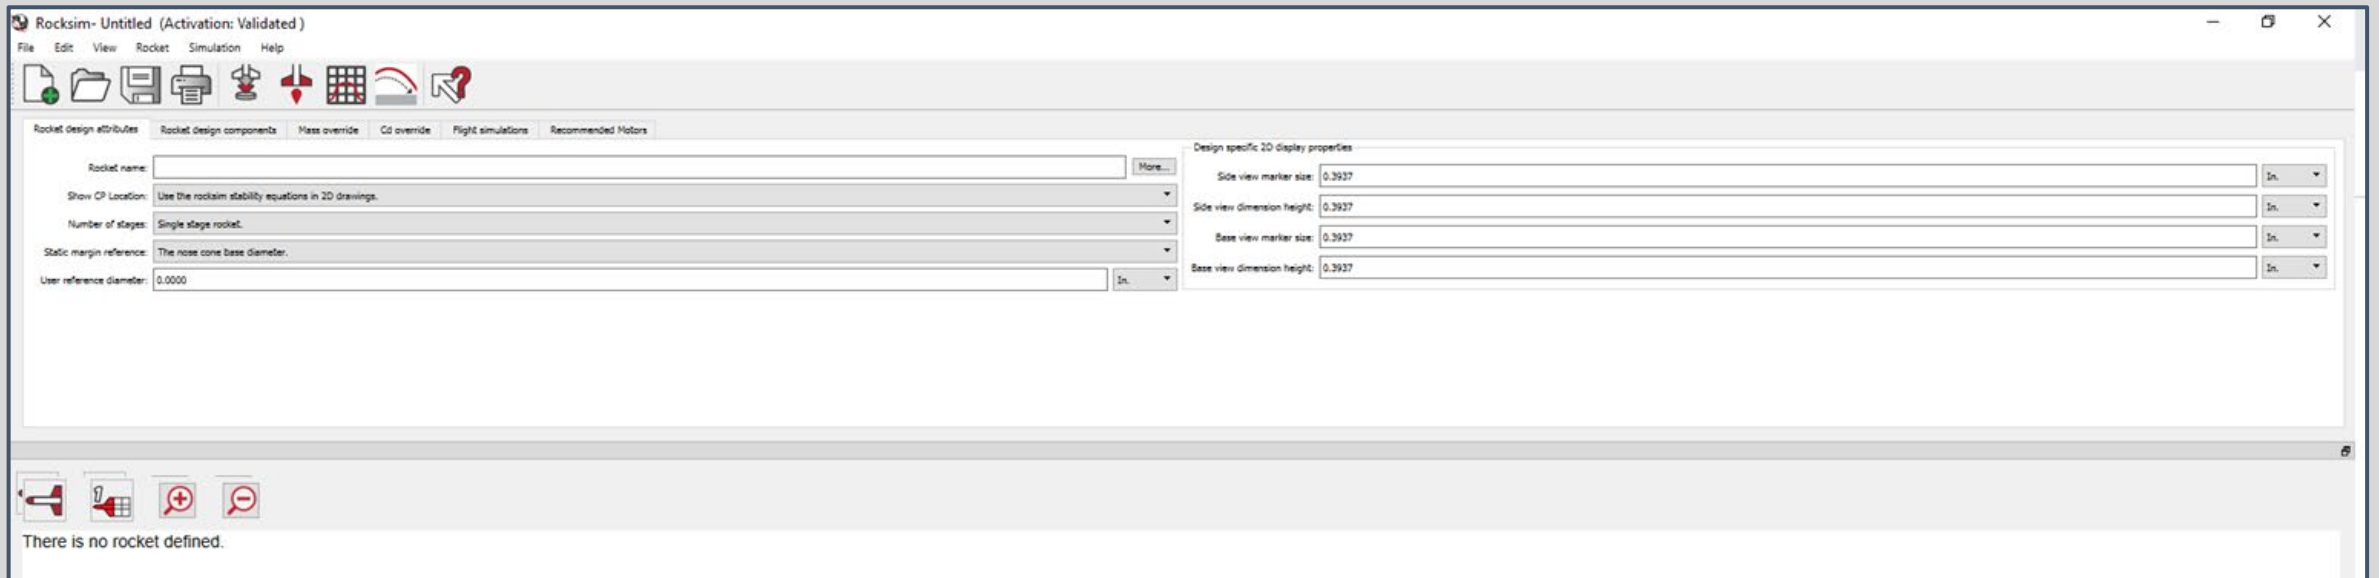 Rocksim- Untitled (Activation: Validated )
File Edit View Rocket Simulation Help
Rocket design attributes Rocket design components Mass override Cd override Flight simulations Recommended Motors
Rocket name: More...
Show CP Location: Use the rocksim stability equations in 2D drawings.
Number of stages: Single stage rocket.
Static margin reference: The nose cone base diameter.
User reference diameter: 0.0000 In.
Design specific 2D display properties
Side view marker size: 0.3937 In.
Side view dimension height: 0.3937 In.
Base view marker size: 0.3937 In.
Base view dimension height: 0.3937 In.
1
There is no rocket defined.